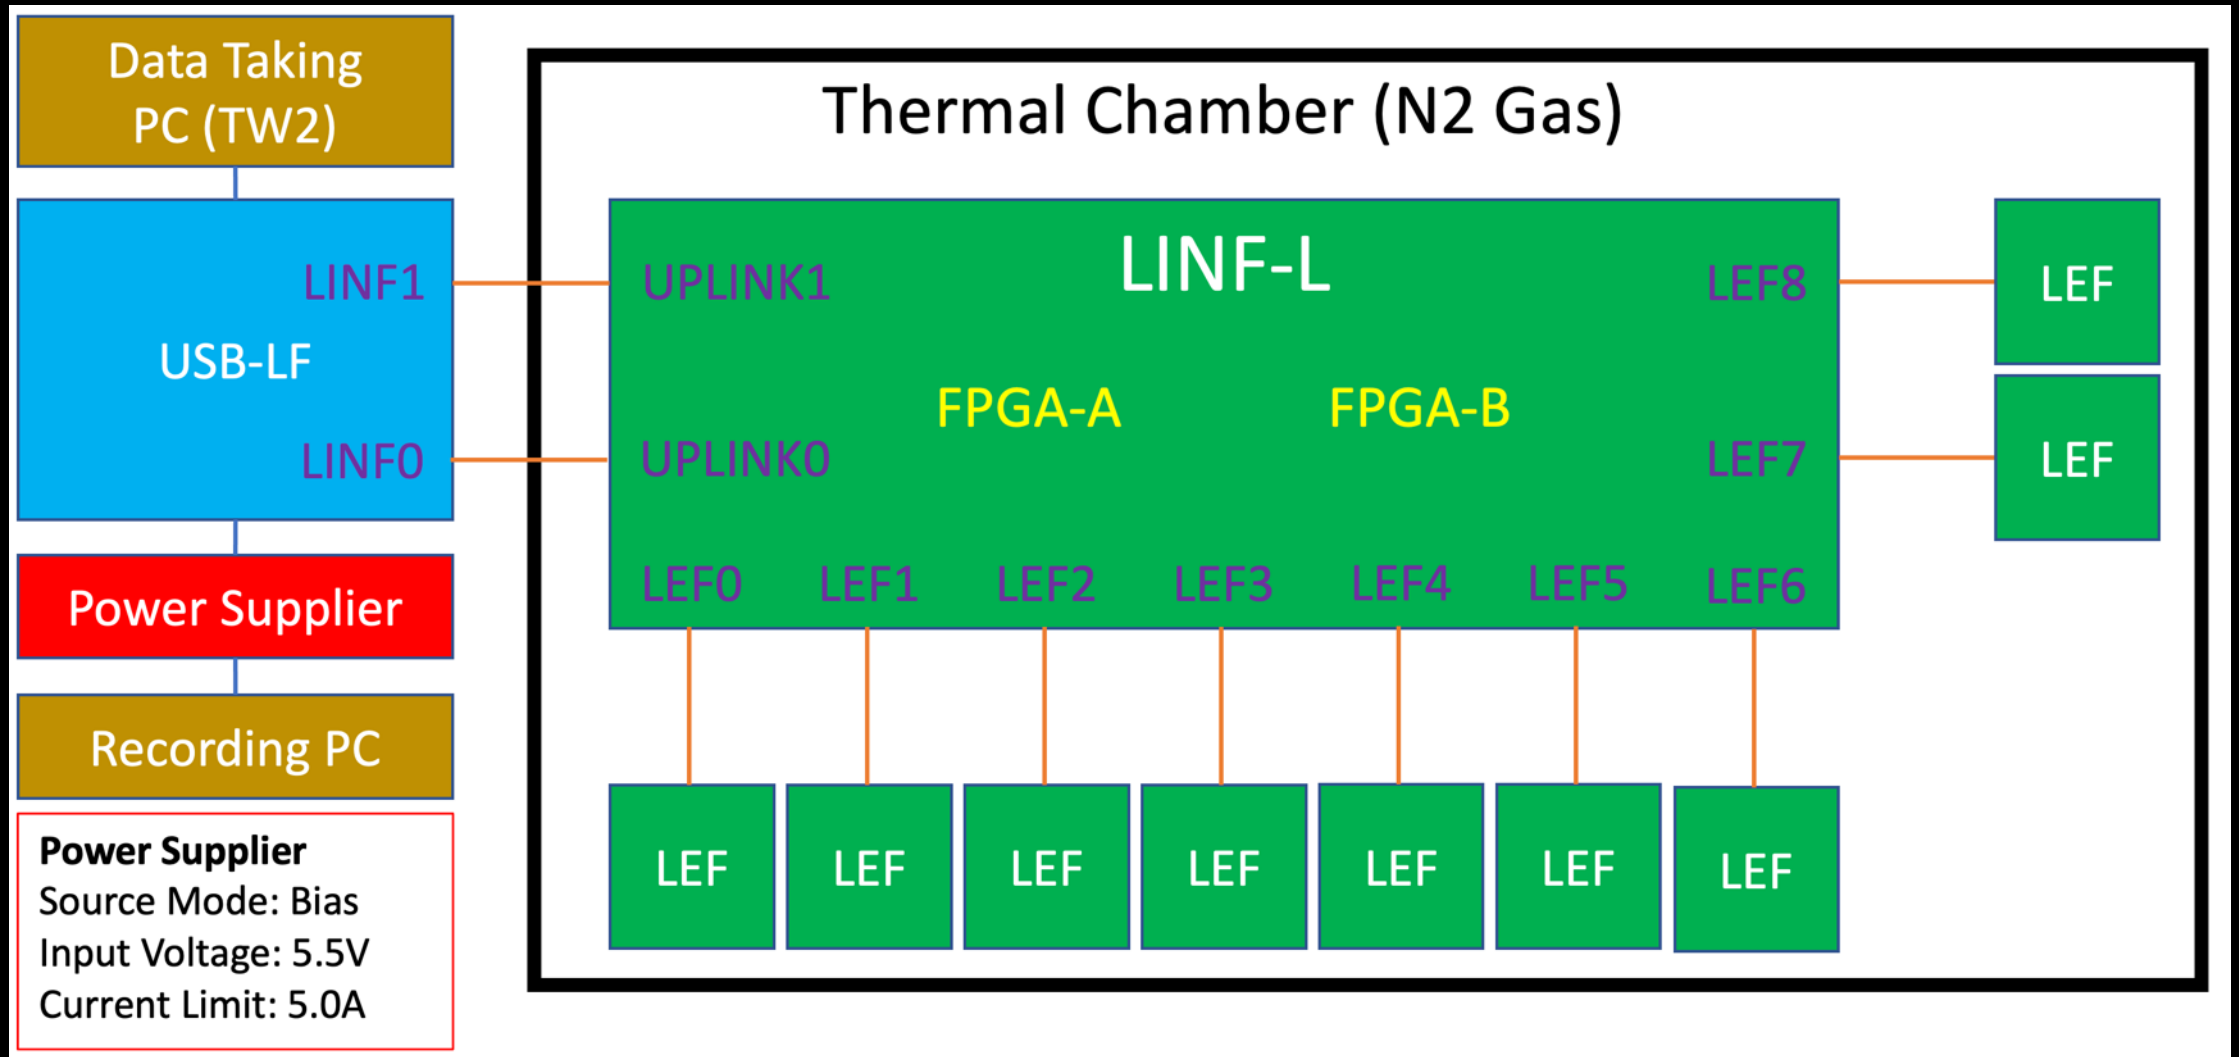 Data Taking
PC (TW2)
LINF1
USB-LF
LINF0
Power Supplier
Recording PC
Power Supplier
Source Mode: Bias
Input Voltage: 5.5V
Current Limit: 5.0A
Thermal Chamber (N2 Gas)
LINF-L
UPLINK1
LEF8
FPGA-A
FPGA-B
UPLINK0
LEF7
LEF0
LEF1
LEF2
LEF3
LEF4
LEF5
LEF6
LEF
LEF
LEF
LEF
LEF
LEF
LEF
LEF
LEF